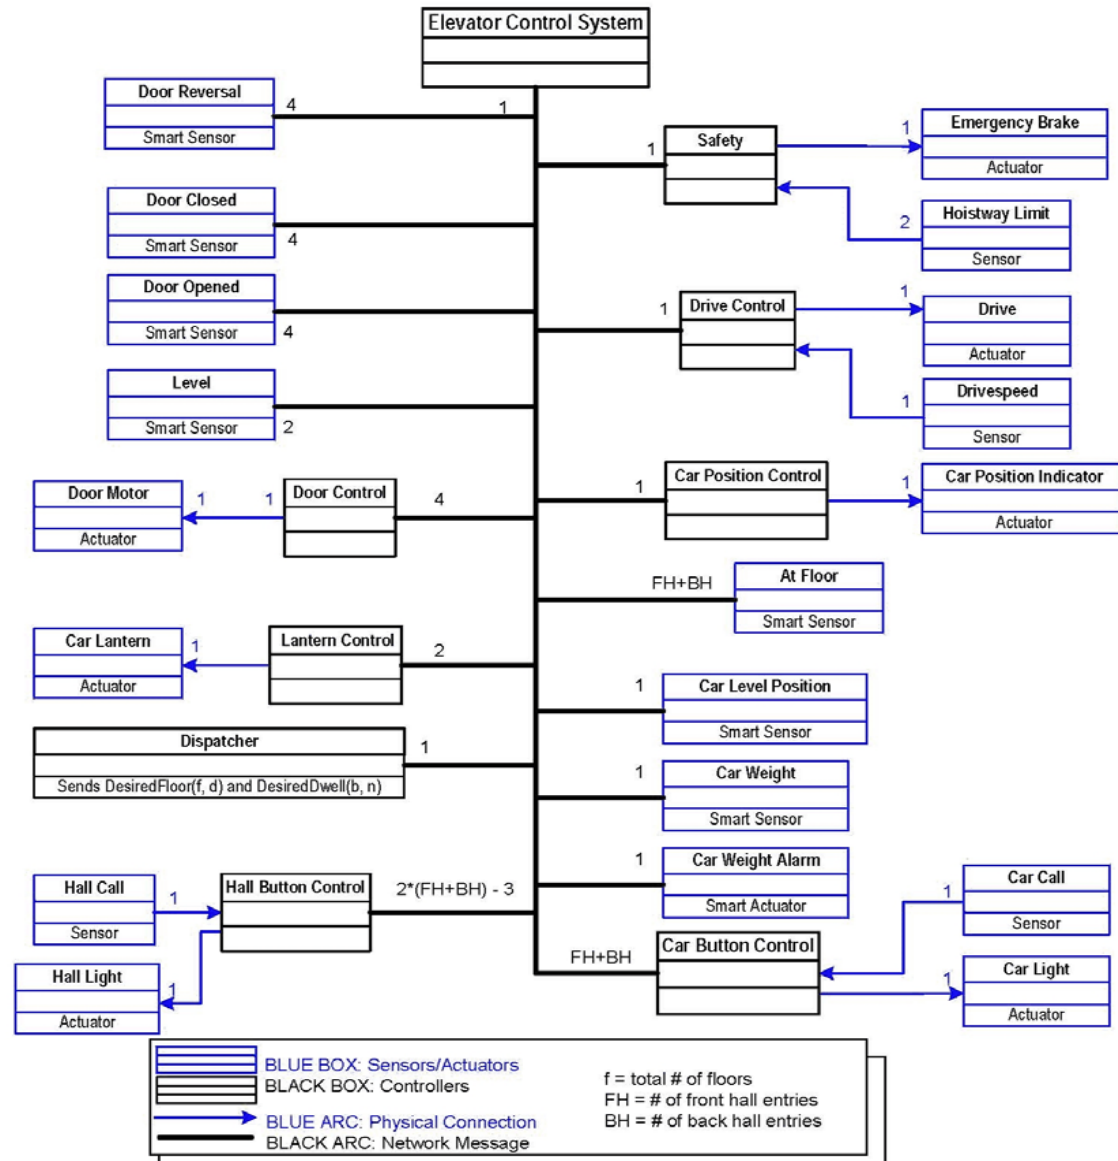 Elevator Control System
Door Reversal
Smart Sensor
4
1
Door Closed
Smart Sensor
4
Door Opened
Smart Sensor
4
Level
Smart Sensor
2
Door Motor
Actuator
1
1
Door Control
4
Car Lantern
Actuator
1
Lantern Control
2
Dispatcher
Sends DesiredFloor(f, d) and DesiredDwell(b, n)
1
Hall Call
Sensor
1
Hall Button Control
2*(FH+BH) - 3
Hall Light
Actuator
1
1
Safety
1
Emergency Brake
Actuator
2
Hoistway Limit
Sensor
1
Drive Control
1
Drive
Actuator
1
Drivespeed
Sensor
1
Car Position Control
1
Car Position Indicator
Actuator
FH+BH
At Floor
Smart Sensor
1
Car Level Position
Smart Sensor
1
Car Weight
Smart Sensor
1
Car Weight Alarm
Smart Actuator
FH+BH
Car Button Control
1
Car Call
Sensor
1
Car Light
Actuator
BLUE BOX: Sensors/Actuators
BLACK BOX: Controllers
BLUE ARC: Physical Connection
BLACK ARC: Network Message
f = total # of floors
FH = # of front hall entries
BH = # of back hall entries